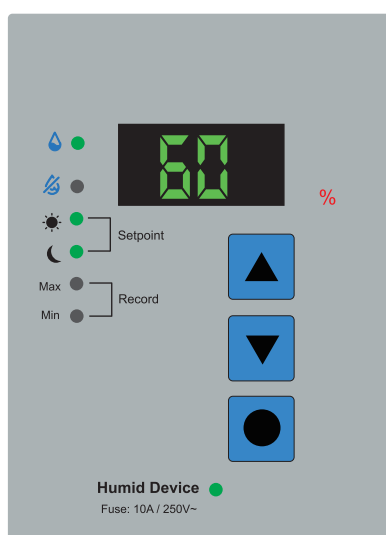 60
%
Setpoint
Max
Record
Min
Humid Device
Fuse: 10A / 250V~